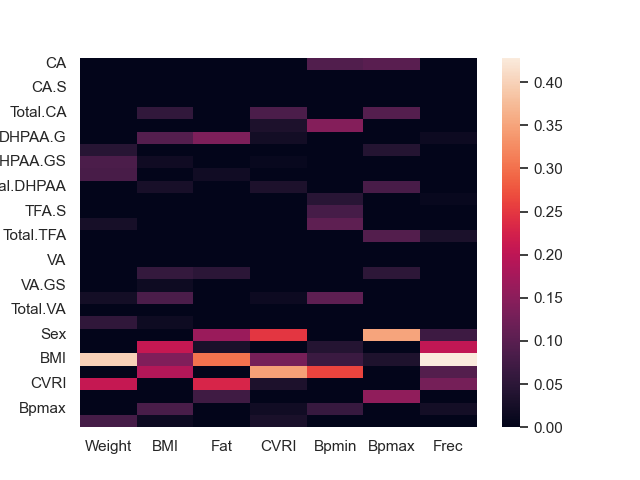 CA
CA.S
Total.CA
DHPAA.G
HPAA.GS
al.DHPAA
TFA.S
Total.TFA
VA
VA.GS
Total.VA
Sex
BMI
CVRI
Bpmax
Weight BMI Fat CVRI Bpmin Bpmax Frec
0.40
0.35
0.30
0.25
0.20
0.15
0.10
0.05
0.00